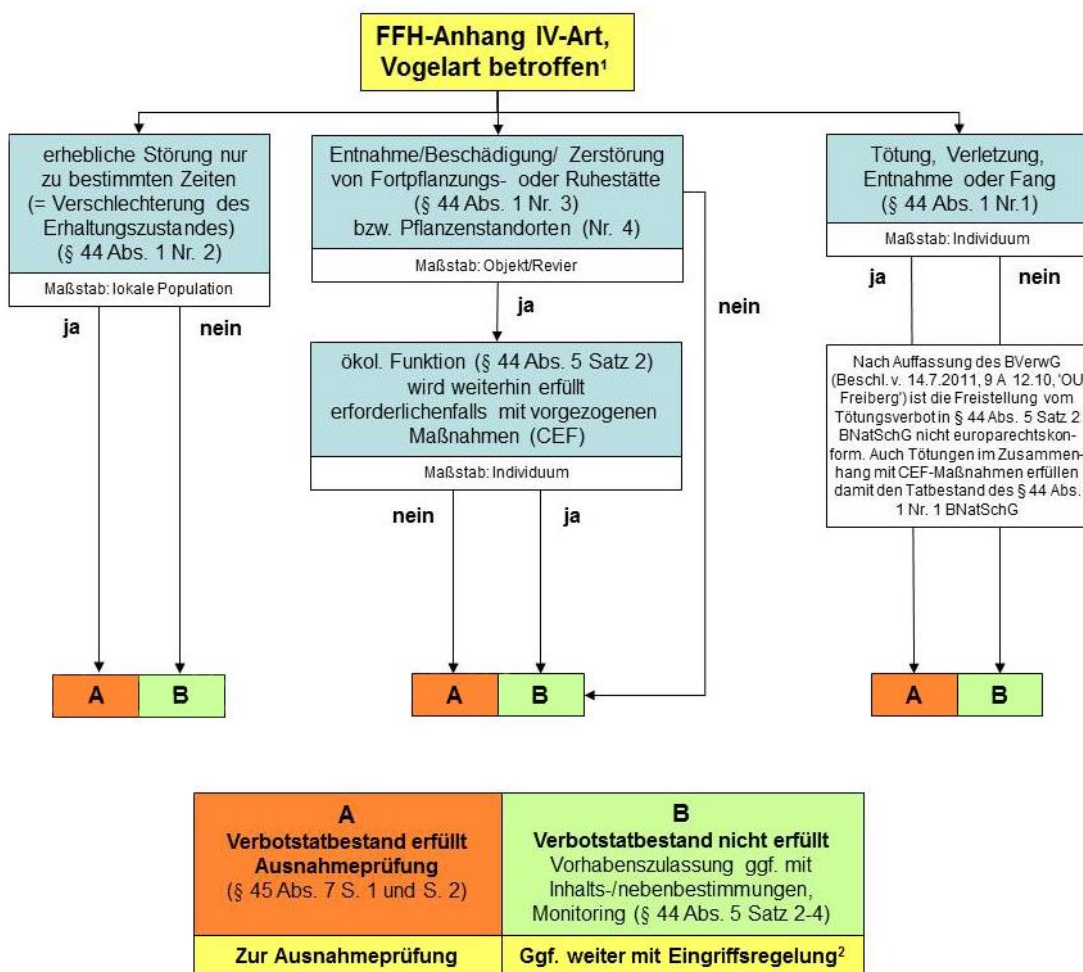 FFH-Anhang IV-Art,
Vogelart betroffen¹
erhebliche Störung nur
zu bestimmten Zeiten
(= Verschlechterung des
Erhaltungszustandes)
(§ 44 Abs. 1 Nr. 2)
Maßstab: lokale Population
ja
nein
Entnahme/Beschädigung/ Zerstörung
von Fortpflanzungs- oder Ruhestätte
(§ 44 Abs. 1 Nr. 3)
bzw. Pflanzenstandorten (Nr. 4)
Maßstab: Objekt/Revier
ja
nein
ökol. Funktion (§ 44 Abs. 5 Satz 2)
wird weiterhin erfüllt
erforderlichenfalls mit vorgezogenen
Maßnahmen (CEF)
Maßstab: Individuum
nein
ja
Tötung, Verletzung,
Entnahme oder Fang
(§ 44 Abs. 1 Nr.1)
Maßstab: Individuum
ja
nein
Nach Auffassung des BVerwG
(Beschl. v. 14.7.2011, 9 A 12.10, 'OU
Freiberg') ist die Freistellung vom
Tötungsverbot in § 44 Abs. 5 Satz 2
BNatSchG nicht europarechtskon-
form. Auch Tötungen im Zusammen-
hang mit CEF-Maßnahmen erfüllen
damit den Tatbestand des § 44 Abs.
1 Nr. 1 BNatSchG
A
B
A
B
A
B
A
Verbotstatbestand erfüllt
Ausnahmeprüfung
(§ 45 Abs. 7 S. 1 und S. 2)
Zur Ausnahmeprüfung
B
Verbotstatbestand nicht erfüllt
Vorhabenszulassung ggf. mit
Inhalts-/nebenbestimmungen,
Monitoring (§ 44 Abs. 5 Satz 2-4)
Ggf. weiter mit Eingriffsregelung²